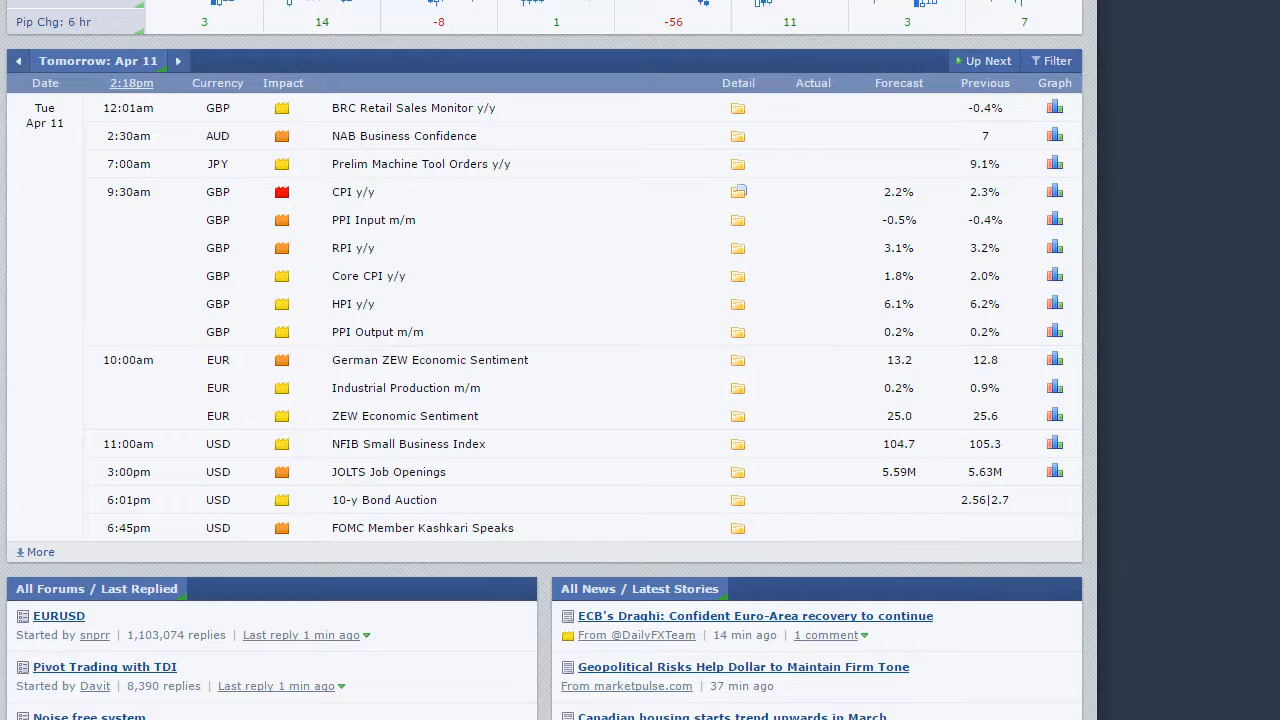 Pip Chg: 6 hr 3 14 -8 1 -56 11 3 7
Tomorrow: Apr 11 Up Next Filter
Date 2:18pm Currency Impact Detail Actual Forecast Previous Graph
Tue 12:01am GBP BRC Retail Sales Monitor y/y -0.4%
Apr 11
2:30am AUD NAB Business Confidence 7
7:00am JPY Prelim Machine Tool Orders y/y 9.1%
9:30am GBP CPI y/y 2.2% 2.3%
GBP PPI Input m/m -0.5% -0.4%
GBP RPI y/y 3.1% 3.2%
GBP Core CPI y/y 1.8% 2.0%
GBP HPI y/y 6.1% 6.2%
GBP PPI Output m/m 0.2% 0.2%
10:00am EUR German ZEW Economic Sentiment 13.2 12.8
EUR Industrial Production m/m 0.2% 0.9%
EUR ZEW Economic Sentiment 25.0 25.6
11:00am USD NFIB Small Business Index 104.7 105.3
3:00pm USD JOLTS Job Openings 5.59M 5.63M
6:01pm USD 10-y Bond Auction 2.56|2.7
6:45pm USD FOMC Member Kashkari Speaks
More
All Forums / Last Replied
EURUSD
Started by snprr | 1,103,074 replies | Last reply 1 min ago
Pivot Trading with TDI
Started by Davit | 8,390 replies | Last reply 1 min ago
Noise free system
All News / Latest Stories
ECB's Draghi: Confident Euro-Area recovery to continue
From @DailyFXTeam | 14 min ago | 1 comment
Geopolitical Risks Help Dollar to Maintain Firm Tone
From marketpulse.com | 37 min ago
Canadian housing starts trend upwards in March